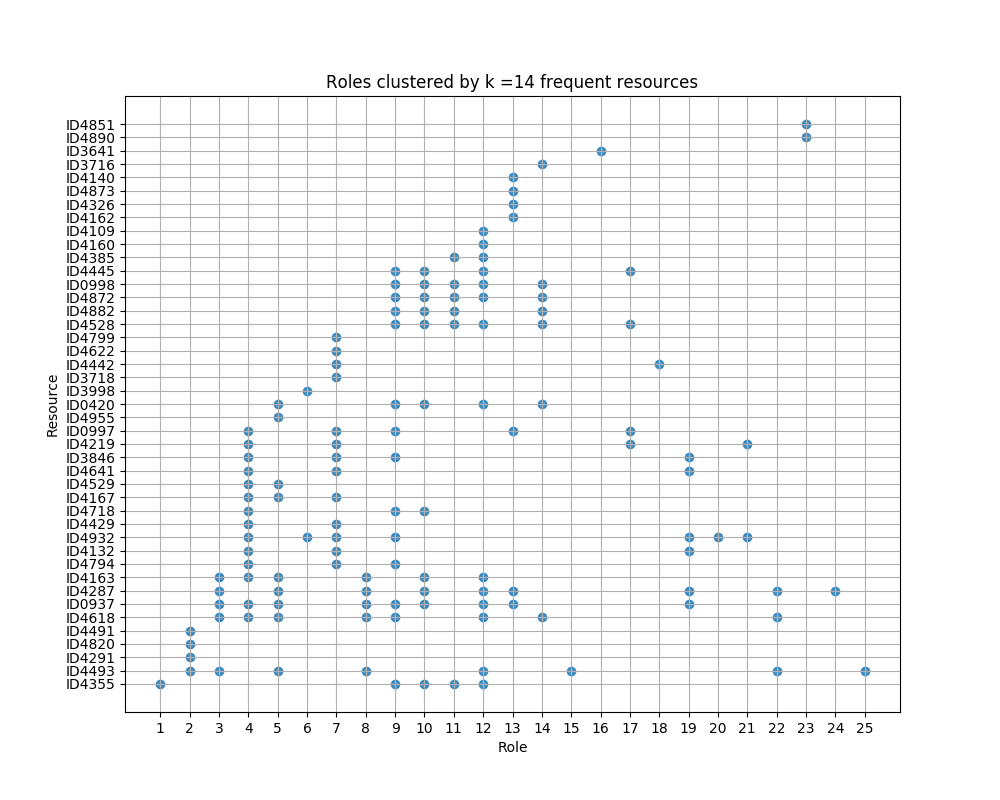 Roles clustered by k =14 frequent resources
ID4851
ID4890
ID3641
ID3716
ID4140
ID4873
ID4326
ID4162
ID4109
ID4160
ID4385
ID4445
ID0998
ID4872
ID4882
ID4528
ID4799
ID4622
ID4442
ID3718
ID3998
ID0420
ID4955
ID0997
ID4219
ID3846
ID4641
ID4529
ID4167
ID4718
ID4429
ID4932
ID4132
ID4794
ID4163
ID4287
ID0937
ID4618
ID4491
ID4820
ID4291
ID4493
ID4355
Resource
1 2 3 4 5 6 7 8 9 10 11 12 13 14 15 16 17 18 19 20 21 22 23 24 25
Role